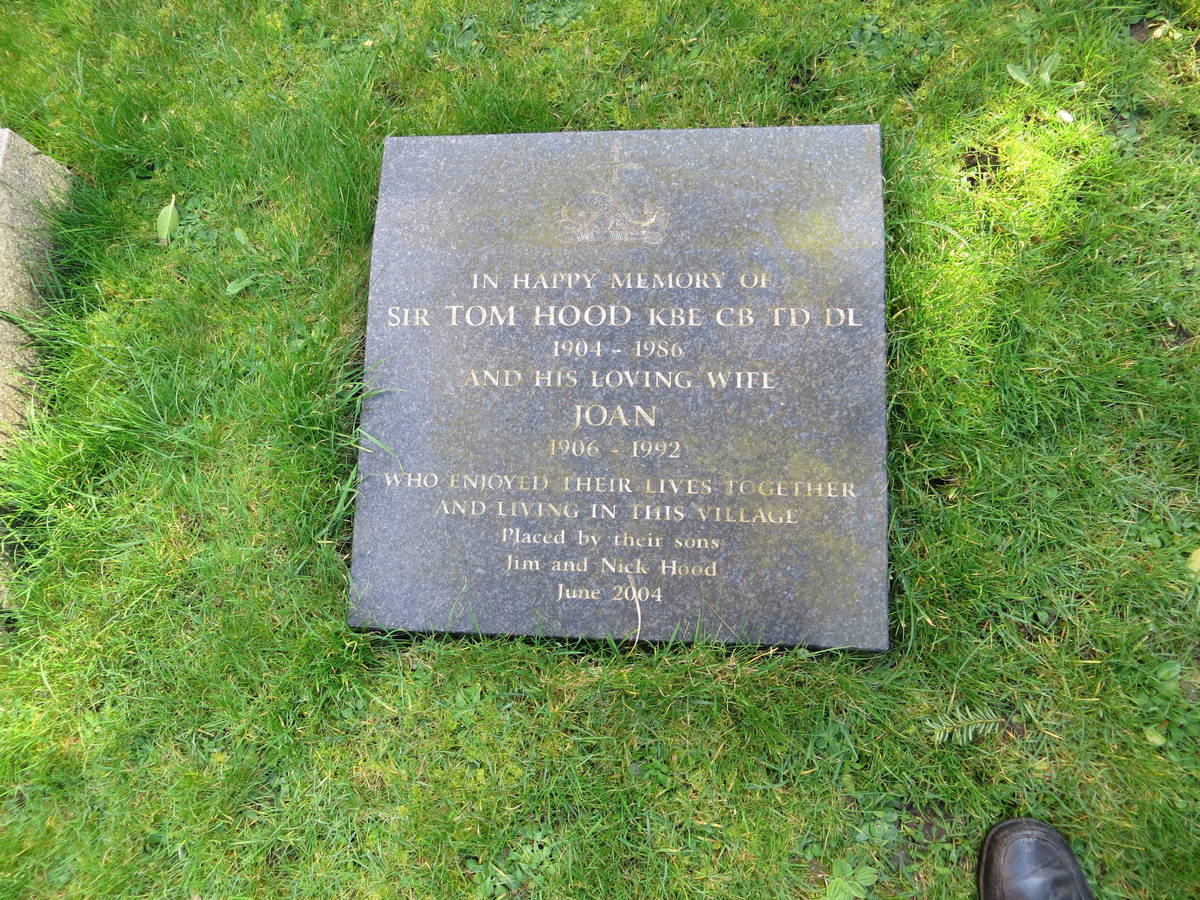 IN HAPPY MEMORY OF
SIR TOM HOOD KBE CB TD DL
1904 - 1986
AND HIS LOVING WIFE
JOAN
1906 - 1992
WHO ENJOYED THEIR LIVES TOGETHER
AND LIVING IN THIS VILLAGE
Placed by their sons
Jim and Nick Hood
June 2004